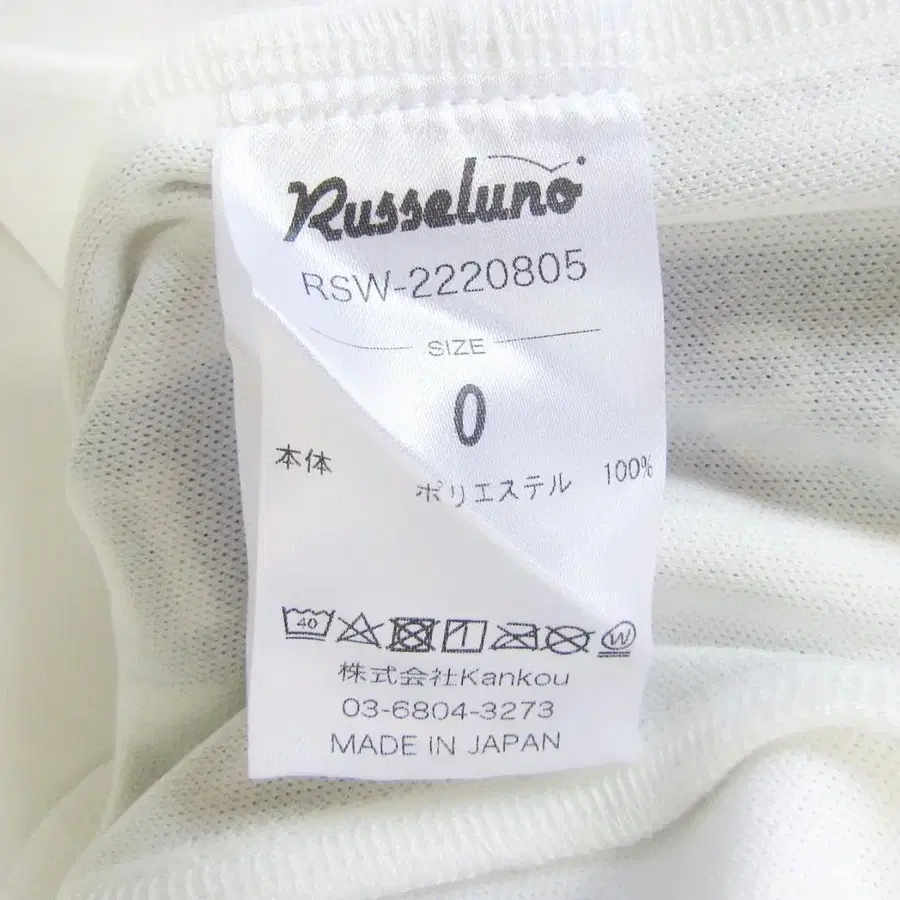 Russeluno
RSW-2220805
SIZE
0
本体
ポリエステル 100%
40
W
株式会社Kankou
03-6804-3273
MADE IN JAPAN